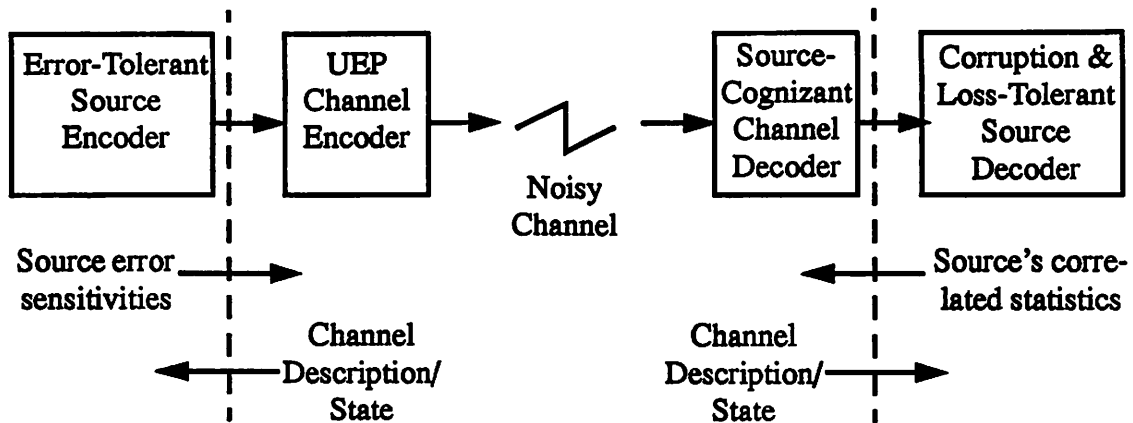 Error-Tolerant
Source
Encoder
UEP
Channel
Encoder
Noisy
Channel
Source-
Cognizant
Channel
Decoder
Corruption &
Loss-Tolerant
Source
Decoder
Source error
sensitivities
Source's corre-
lated statistics
Channel
Description/
State
Channel
Description/
State